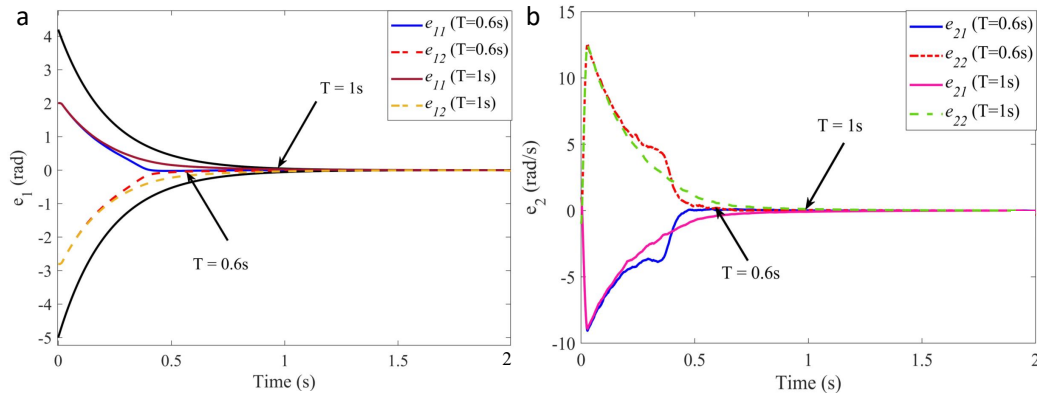 a
e₁ (rad)
4
3
2
1
0
-1
-2
-3
-4
-5
0
0.5
1
1.5
2
Time (s)
e₁₁ (T=0.6s)
e₁₂ (T=0.6s)
e₁₁ (T=1s)
e₁₂ (T=1s)
T = 1s
T = 0.6s
b
e₂ (rad/s)
15
10
5
0
-5
-10
0
0.5
1
1.5
2
Time (s)
e₂₁ (T=0.6s)
e₂₂ (T=0.6s)
e₂₁ (T=1s)
e₂₂ (T=1s)
T = 1s
T = 0.6s